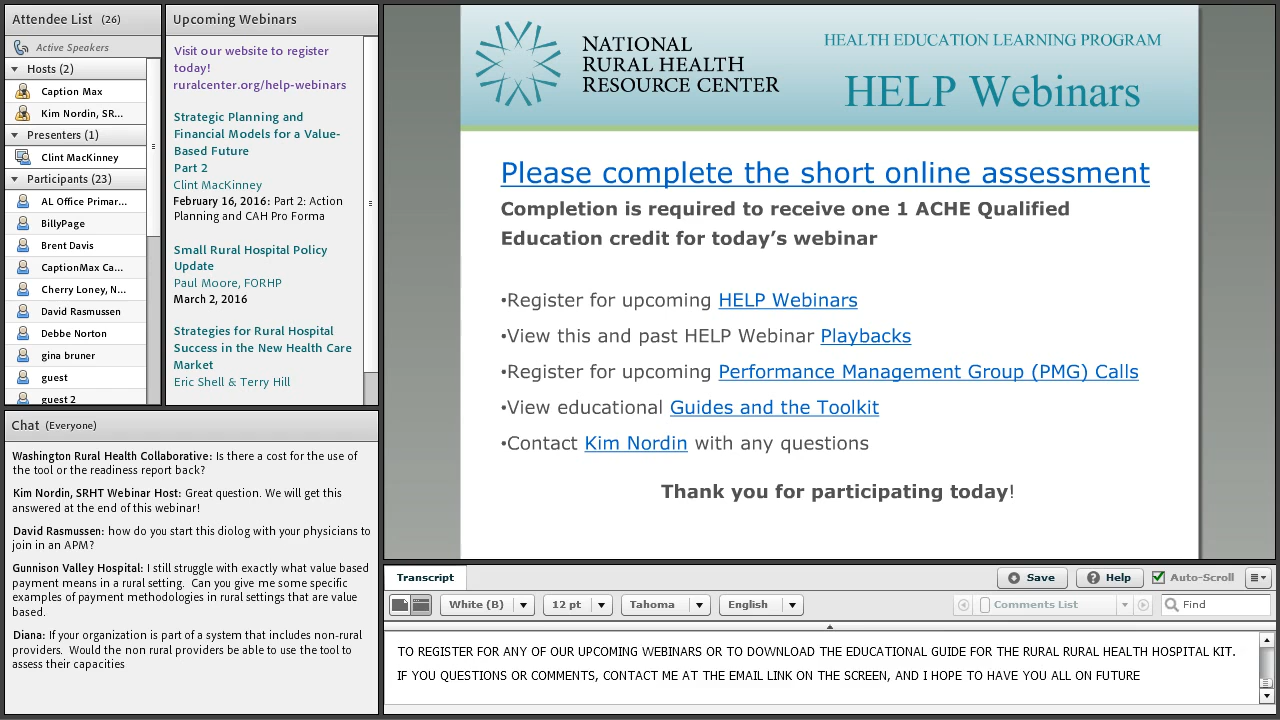 Attendee List (26)
Active Speakers
Hosts (2)
Caption Max
Kim Nordin, SR...
Presenters (1)
Clint MacKinney
Participants (23)
AL Office Primar...
BillyPage
Brent Davis
CaptionMax Ca...
Cherry Loney, N...
David Rasmussen
Debbe Norton
gina bruner
guest
guest 2
Upcoming Webinars
Visit our website to register
today!
ruralcenter.org/help-webinars
Strategic Planning and
Financial Models for a Value-
Based Future
Part 2
Clint MacKinney
February 16, 2016: Part 2: Action
Planning and CAH Pro Forma
Small Rural Hospital Policy
Update
Paul Moore, FORHP
March 2, 2016
Strategies for Rural Hospital
Success in the New Health Care
Market
Eric Shell & Terry Hill
Chat (Everyone)
Washington Rural Health Collaborative: Is there a cost for the use of
the tool or the readiness report back?
Kim Nordin, SRHT Webinar Host: Great question. We will get this
answered at the end of this webinar!
David Rasmussen: how do you start this diolog with your physicians to
join in an APM?
Gunnison Valley Hospital: I still struggle with exactly what value based
payment means in a rural setting. Can you give me some specific
examples of payment methodologies in rural settings that are value
based.
Diana: If your organization is part of a system that includes non-rural
providers. Would the non rural providers be able to use the tool to
assess their capacities
NATIONAL
RURAL HEALTH
RESOURCE CENTER
HEALTH EDUCATION LEARNING PROGRAM
HELP Webinars
Please complete the short online assessment
Completion is required to receive one 1 ACHE Qualified
Education credit for today’s webinar
•Register for upcoming HELP Webinars
•View this and past HELP Webinar Playbacks
•Register for upcoming Performance Management Group (PMG) Calls
•View educational Guides and the Toolkit
•Contact Kim Nordin with any questions
Thank you for participating today!
Transcript
Save
Help
Auto-Scroll
White (B)
12 pt
Tahoma
English
Comments List
Find
TO REGISTER FOR ANY OF OUR UPCOMING WEBINARS OR TO DOWNLOAD THE EDUCATIONAL GUIDE FOR THE RURAL RURAL HEALTH HOSPITAL KIT.
IF YOU QUESTIONS OR COMMENTS, CONTACT ME AT THE EMAIL LINK ON THE SCREEN, AND I HOPE TO HAVE YOU ALL ON FUTURE